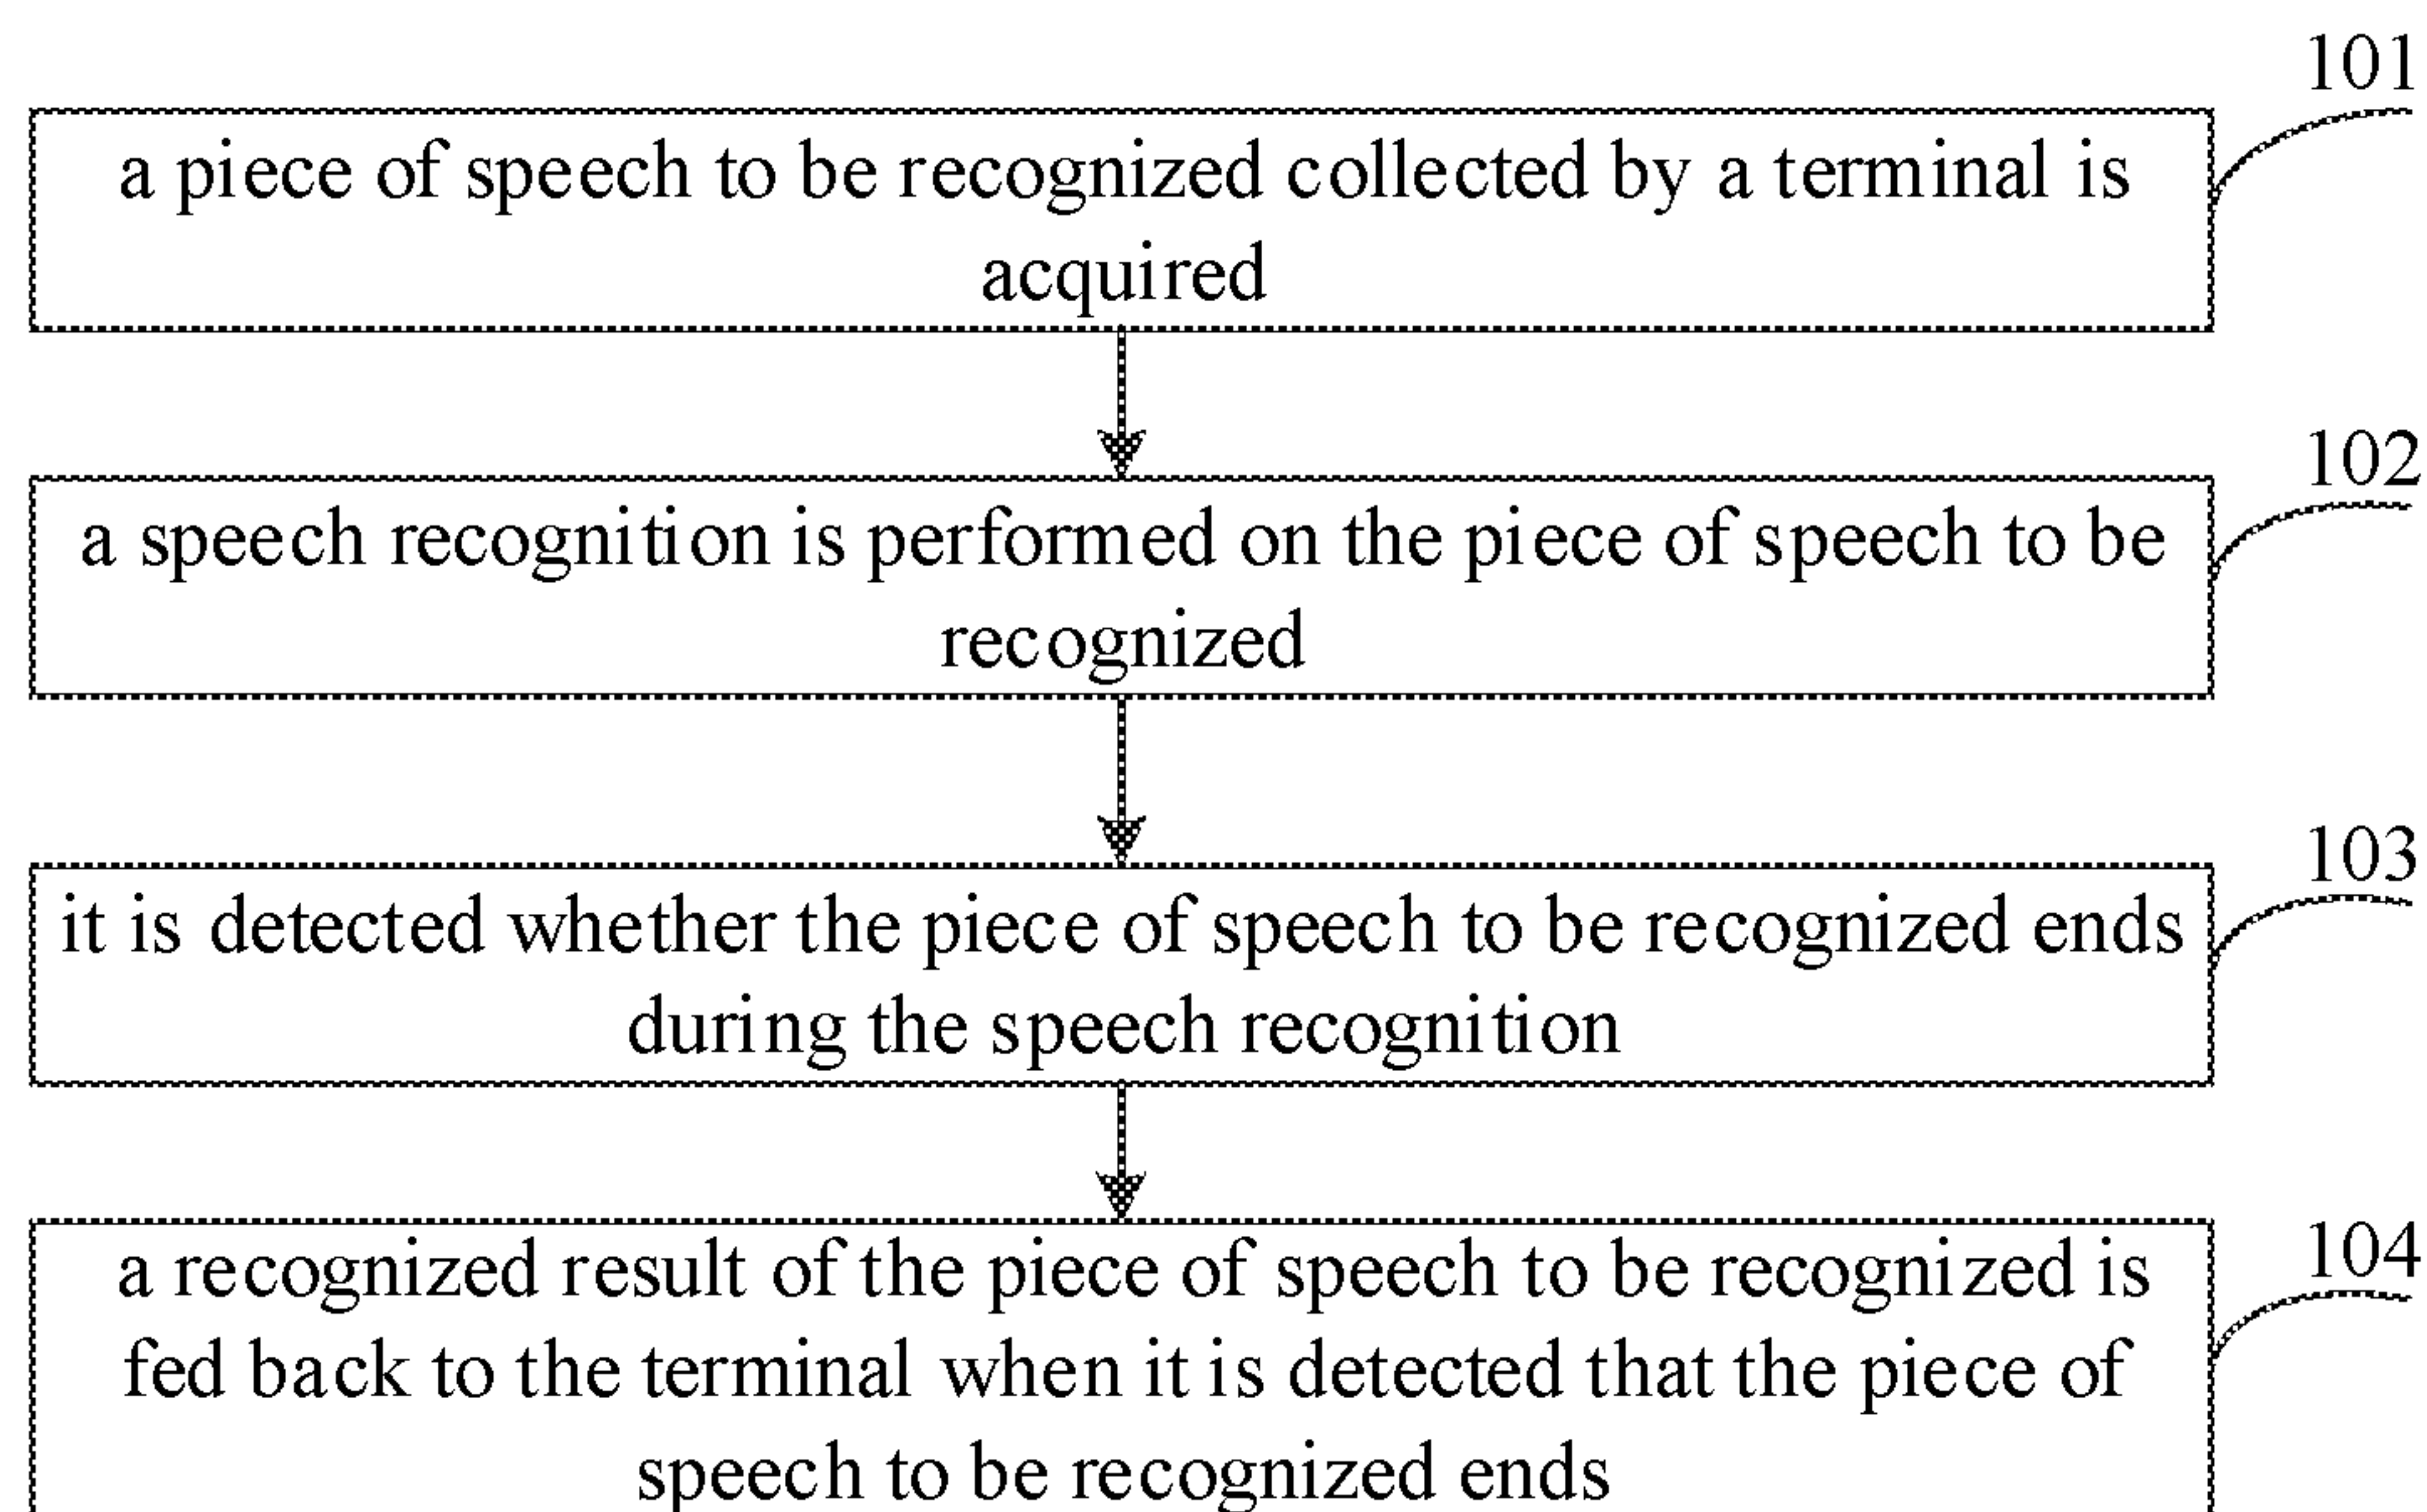 101
a piece of speech to be recognized collected by a terminal is
acquired
102
a speech recognition is performed on the piece of speech to be
recognized
103
it is detected whether the piece of speech to be recognized ends
during the speech recognition
104
a recognized result of the piece of speech to be recognized is
fed back to the terminal when it is detected that the piece of
speech to be recognized ends